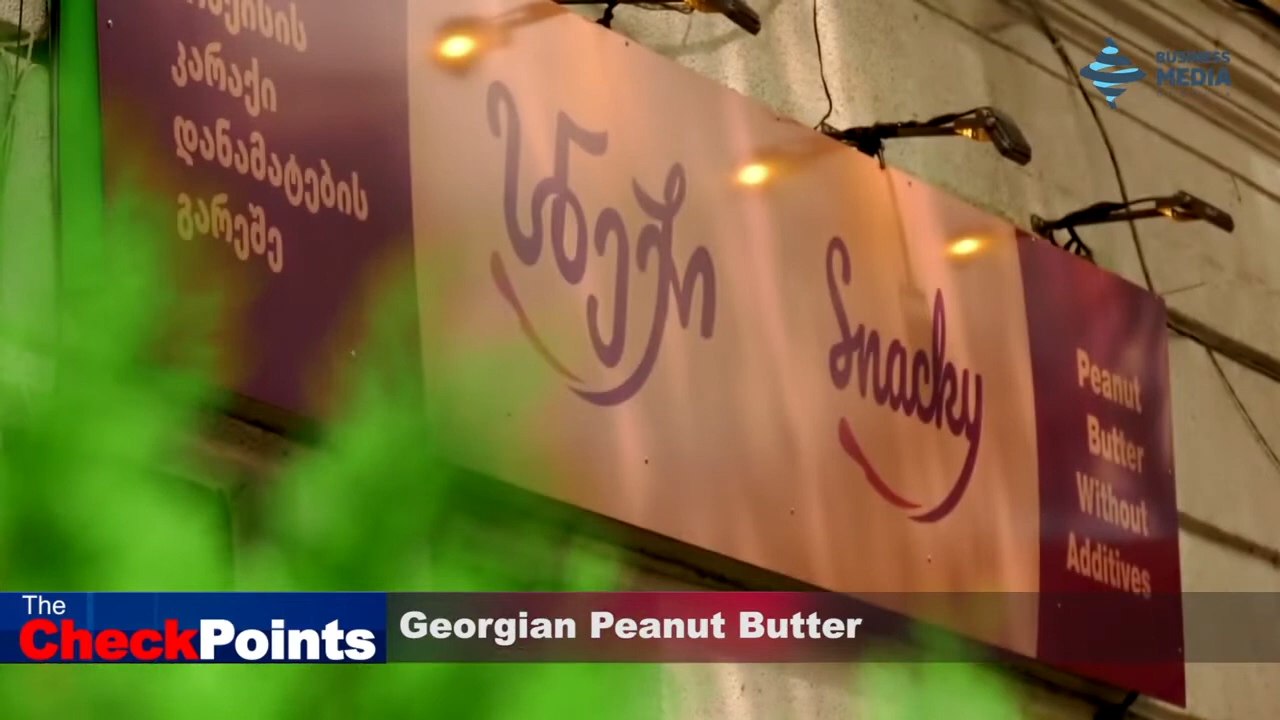 კარაქი
დანამატების
გარეშე
სნექი
Snacky
Peanut
Butter
Without
Additives
BUSINESS
MEDIA
The
CheckPoints
Georgian Peanut Butter